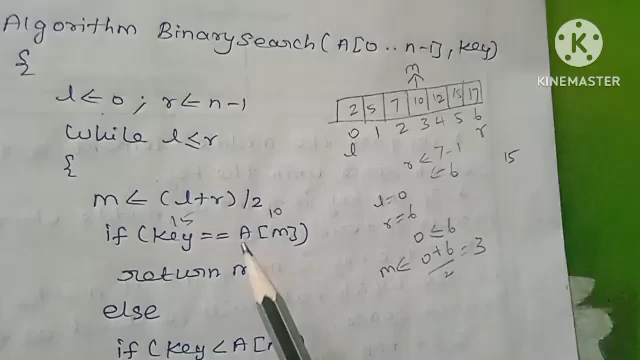 Algorithm BinarySearch(A[0..n-1], Key)
{
l←0 ; r←n-1
While l≤r
{
m←(l+r)/2
15 10
if (Key == A[m])
return
else
if (Key<A[
m
2 5 7 10 12 15 17
0 1 2 3 4 5 6
l r
r←7-1
←6
15
l=0
r=6
0≤6
m← 0+6/2 =3
K
KINEMASTER